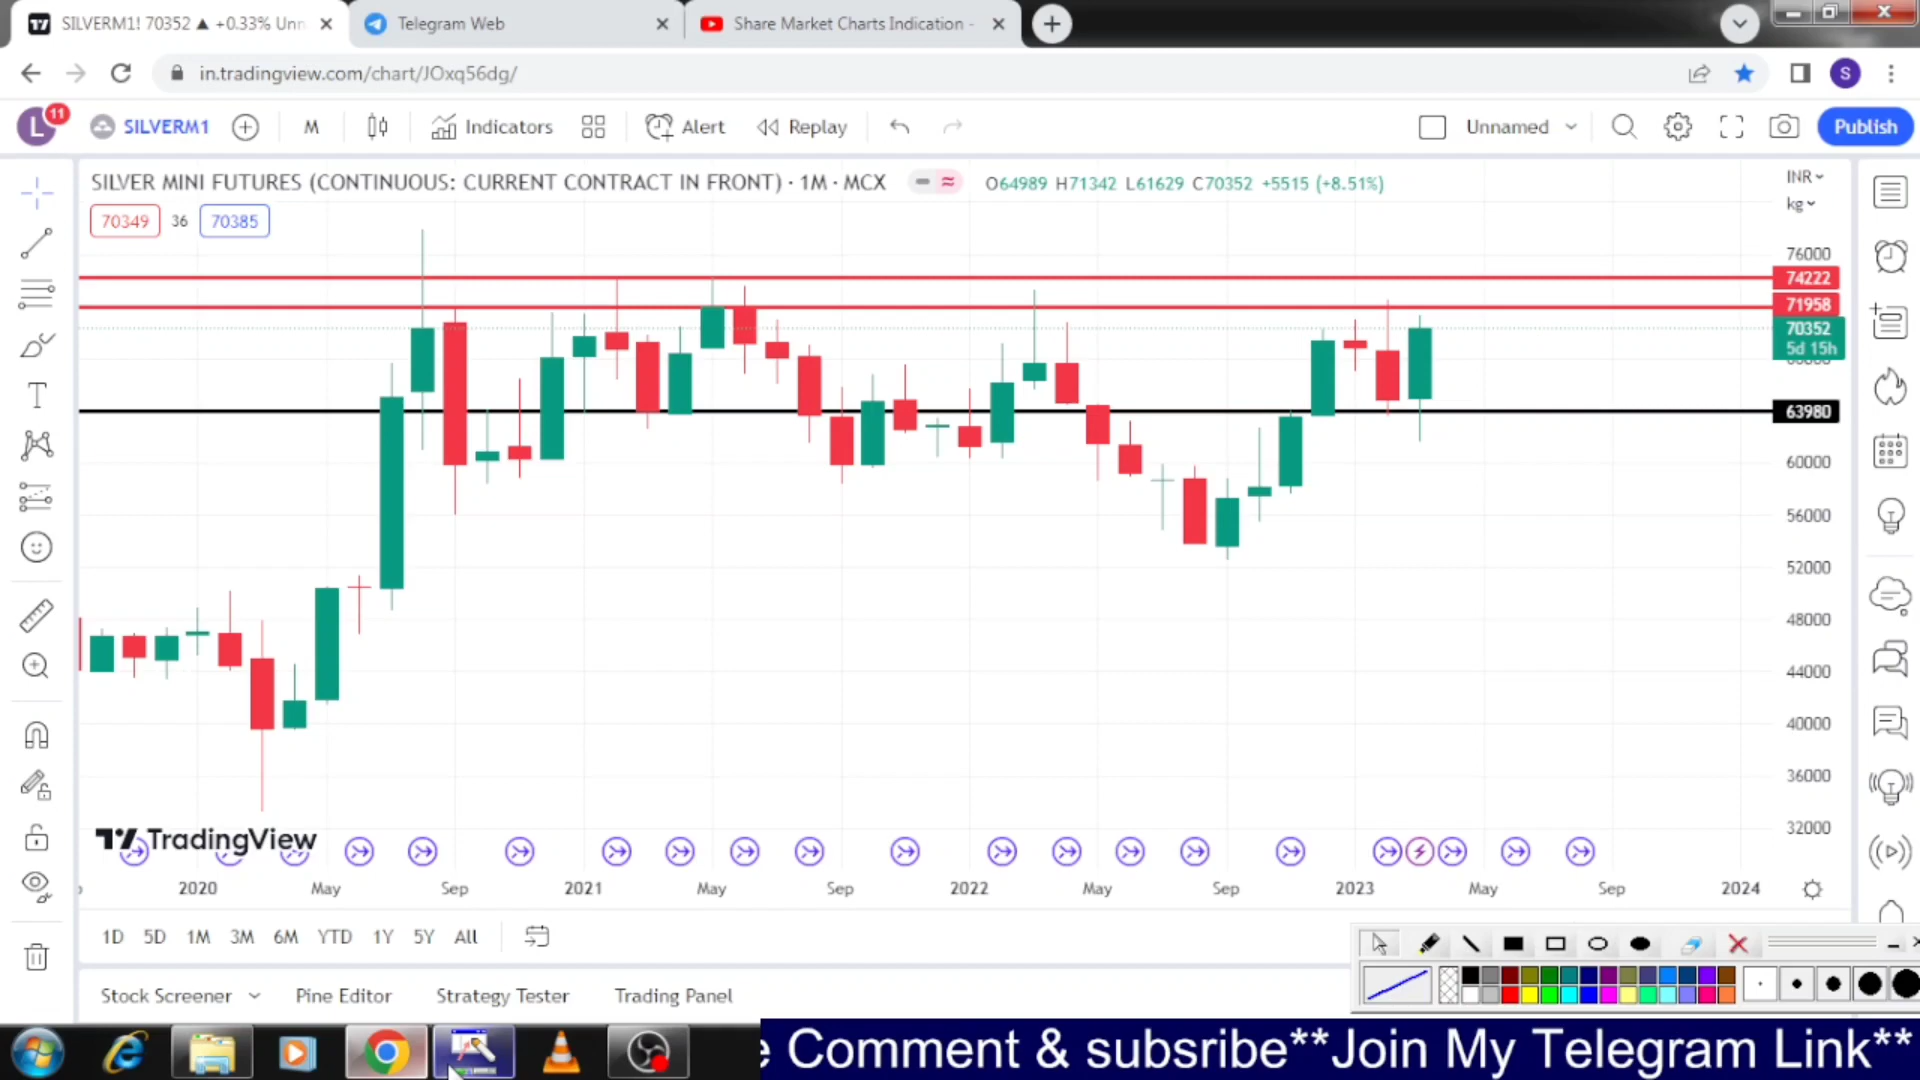 SILVERM1! 70352 ▲ +0.33% Unn
Telegram Web
Share Market Charts Indication -
in.tradingview.com/chart/JOxq56dg/
S
L
11
SILVERM1
M
Indicators
Alert
Replay
Unnamed
Publish
SILVER MINI FUTURES (CONTINUOUS: CURRENT CONTRACT IN FRONT) · 1M · MCX
O64989 H71342 L61629 C70352 +5515 (+8.51%)
INR
kg
70349
36
70385
76000
74222
71958
70352
5d 15h
63980
60000
56000
52000
48000
44000
40000
36000
32000
TradingView
2020
May
Sep
2021
May
Sep
2022
May
Sep
2023
May
Sep
2024
1D 5D 1M 3M 6M YTD 1Y 5Y All
Stock Screener
Pine Editor
Strategy Tester
Trading Panel
Comment & subsribe**Join My Telegram Link**